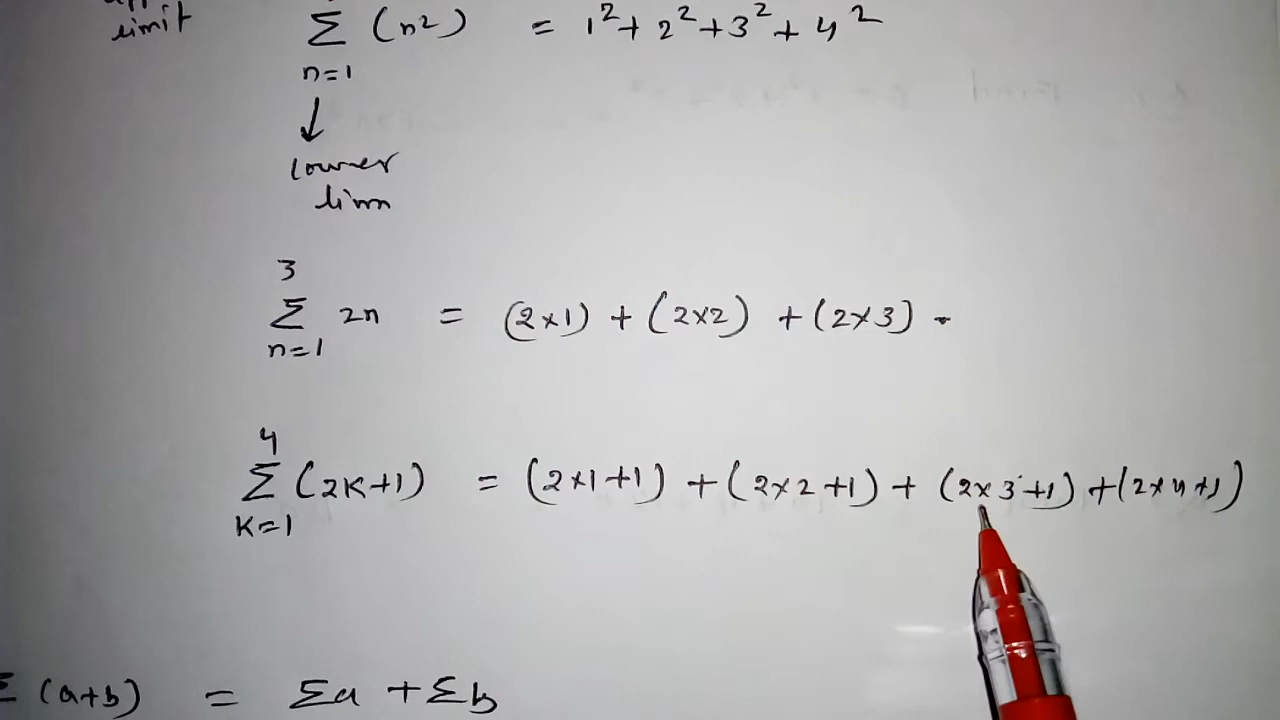 limit
Σ (n²) = 1² + 2² + 3² + 4²
n=1
↓
lower
lim
3
Σ 2n = (2×1) + (2×2) + (2×3)
n=1
4
Σ (2K+1) = (2×1+1) + (2×2+1) + (2×3+1) + (2×4+1)
K=1
Σ (a+b) = Σa + Σb